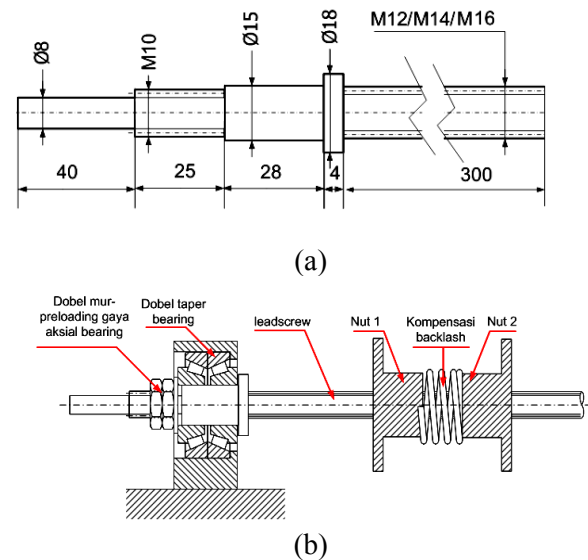 Ø8
M10
Ø15
Ø18
M12/M14/M16
40
25
28
4
300
(a)
Dobel mur-
preloading gaya
aksial bearing
Dobel taper
bearing
leadscrew
Nut 1
Kompensasi
backlash
Nut 2
(b)